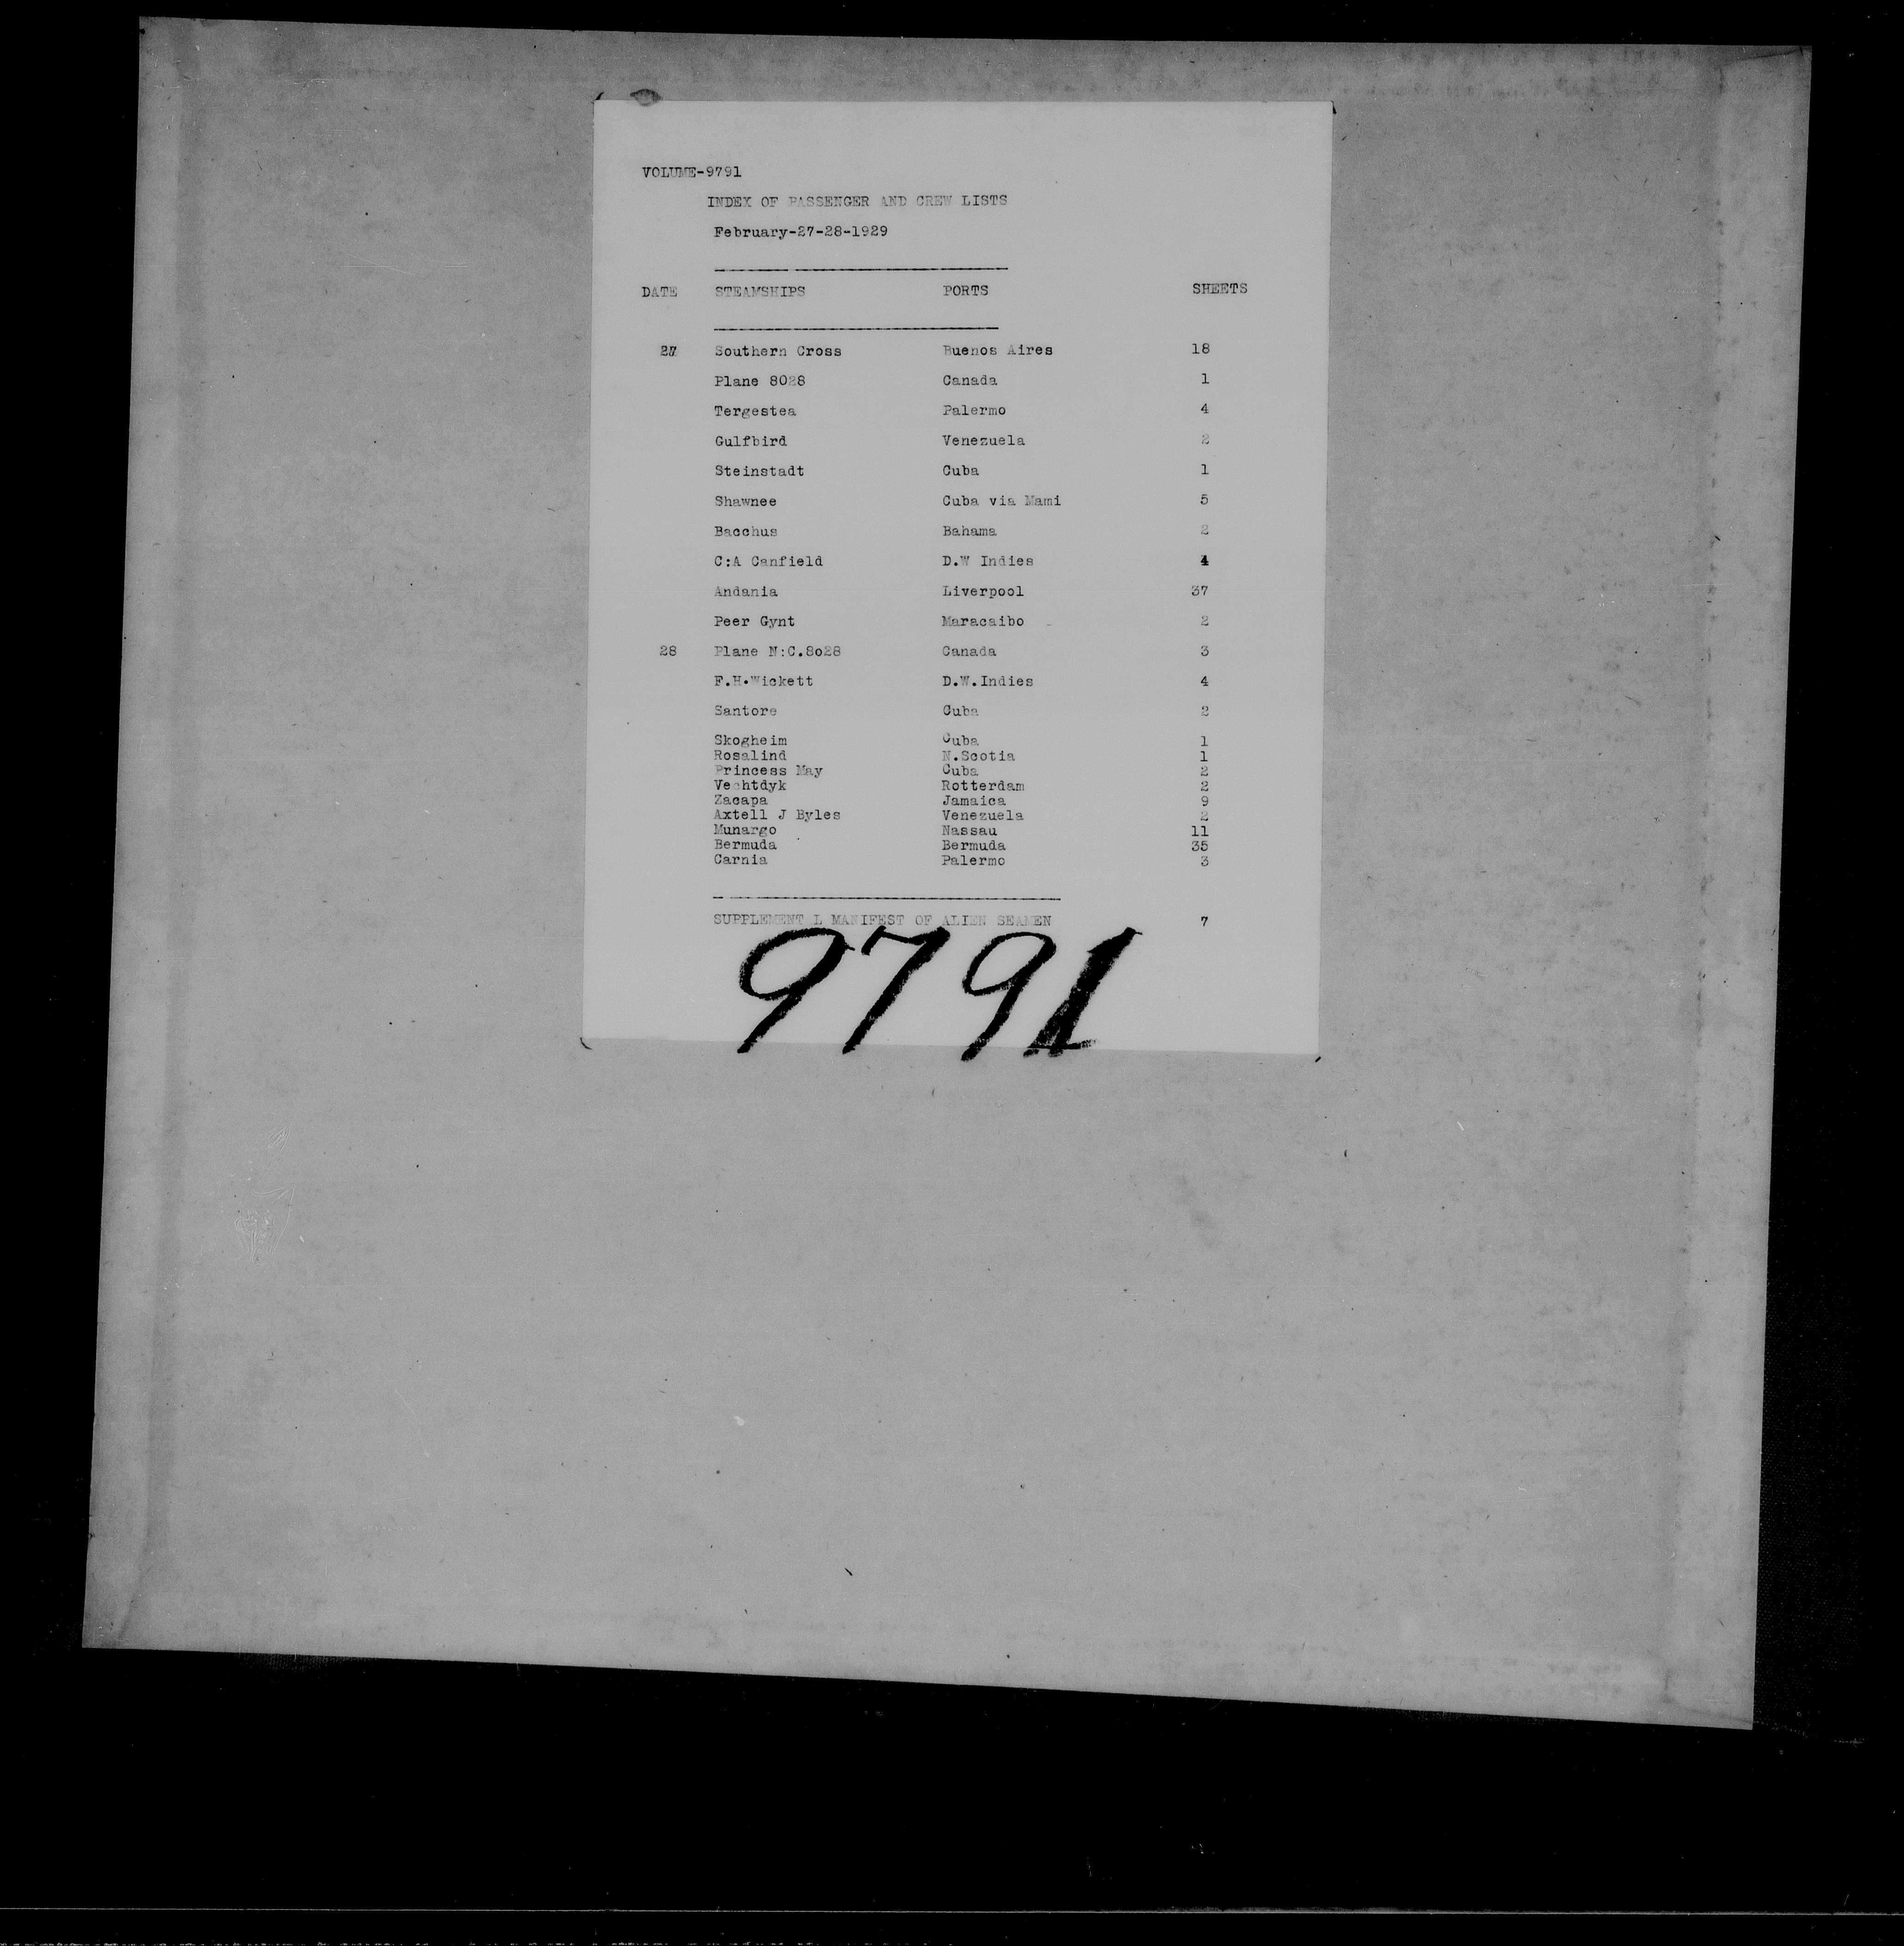 VOLUME-9791
INDEX OF PASSENGER AND CREW LISTS
February-27-28-1929
DATE STEAMSHIPS PORTS SHEETS
27 Southern Cross Buenos Aires 18
Plane 8028 Canada 1
Tergestea Palermo 4
Gulfbird Venezuela 2
Steinstadt Cuba 1
Shawnee Cuba via Mami 5
Bacchus Bahama 2
C:A Canfield D.W Indies 4
Andania Liverpool 37
Peer Gynt Maracaibo 2
28 Plane N:C.8o28 Canada 3
F.H.Wickett D.W.Indies 4
Santore Cuba 2
Skogheim Cuba 1
Rosalind N.Scotia 1
Princess May Cuba 2
Vechtdyk Rotterdam 2
Zacapa Jamaica 9
Axtell J Byles Venezuela 2
Munargo Nassau 11
Bermuda Bermuda 35
Carnia Palermo 3
SUPPLEMENTAL MANIFEST OF ALIEN SEAMEN 7
9791